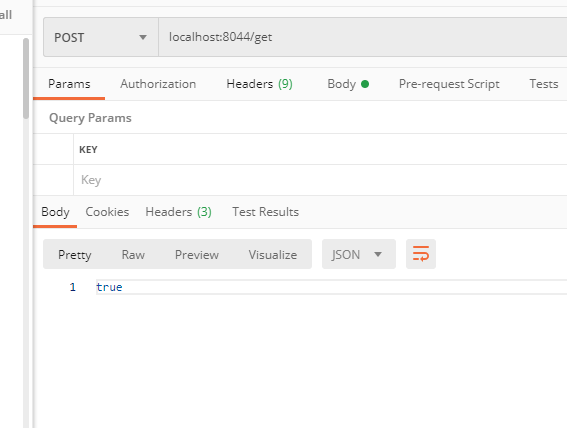 all
POST
localhost:8044/get
Params Authorization Headers (9) Body Pre-request Script Tests
Query Params
KEY
Key
Body Cookies Headers (3) Test Results
Pretty Raw Preview Visualize JSON
1 true